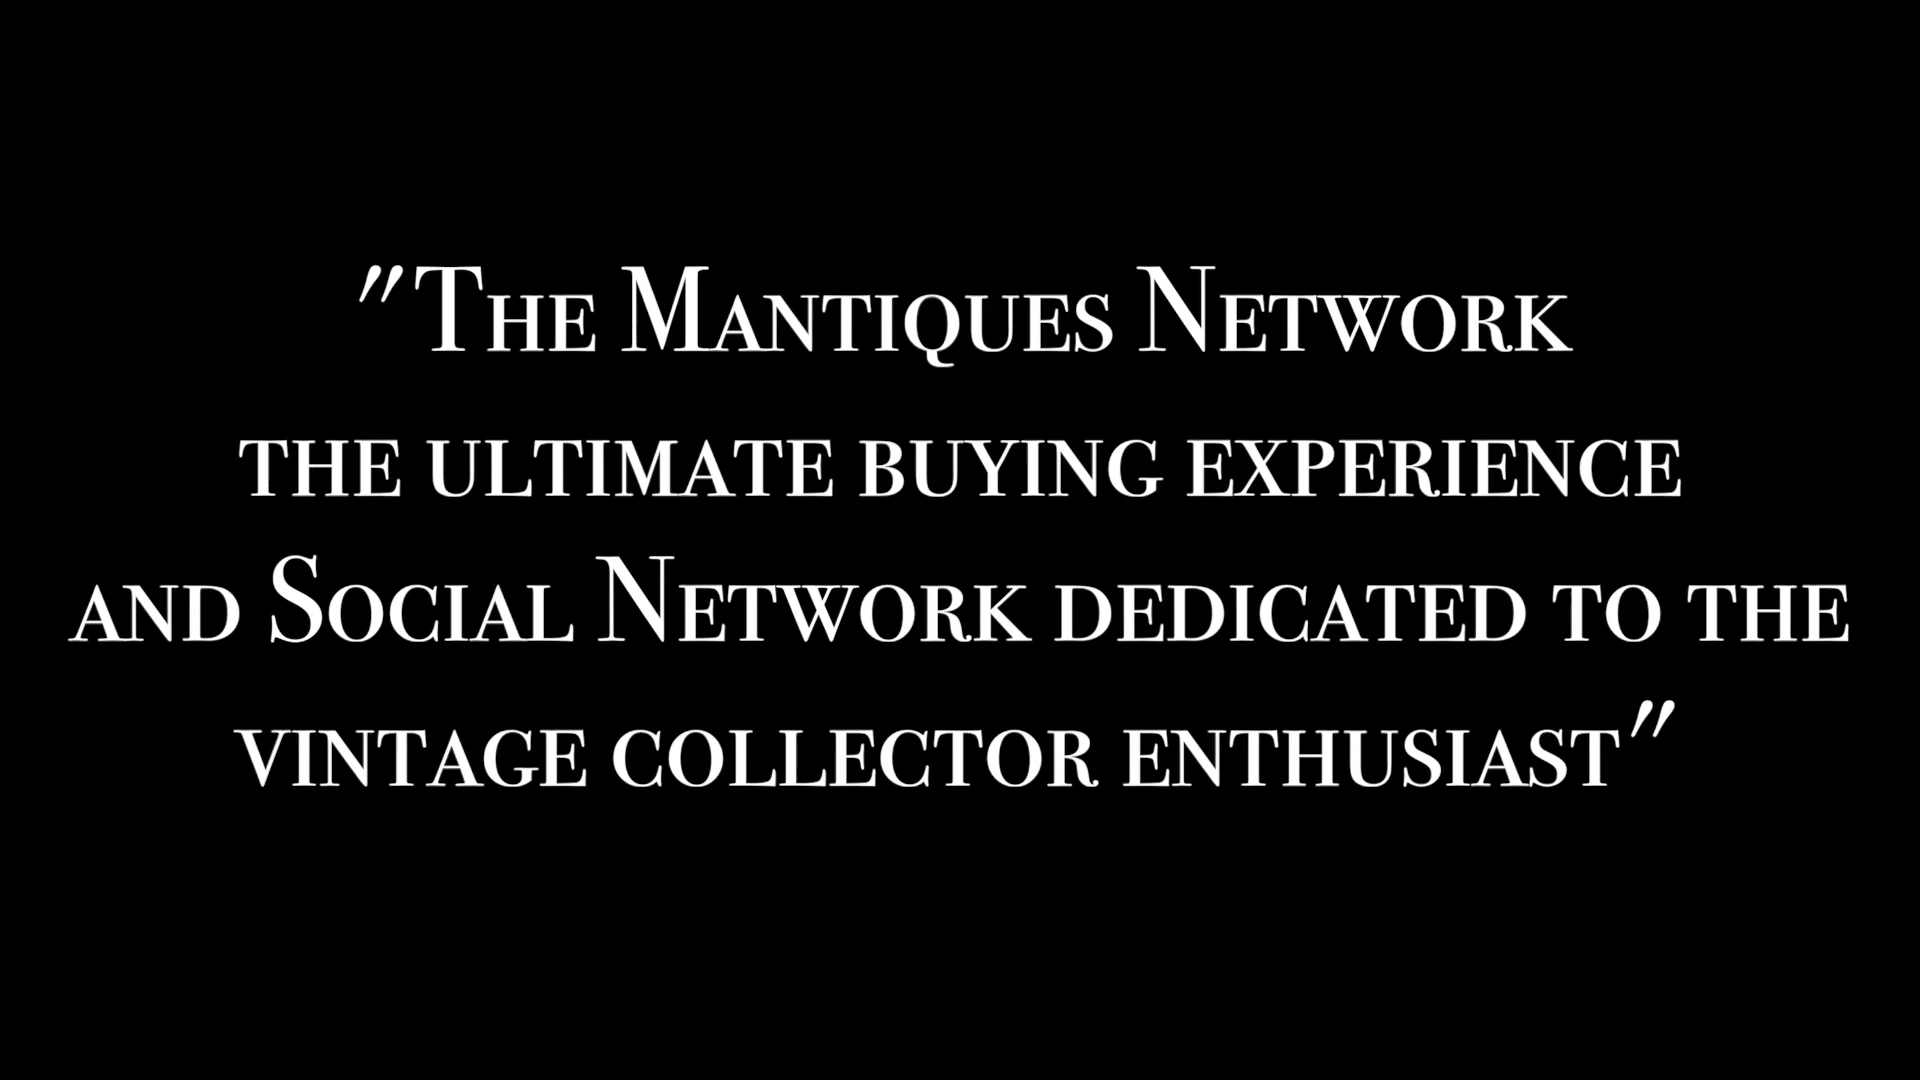 "The Mantiques Network
the ultimate buying experience
and Social Network dedicated to the
vintage collector enthusiast"